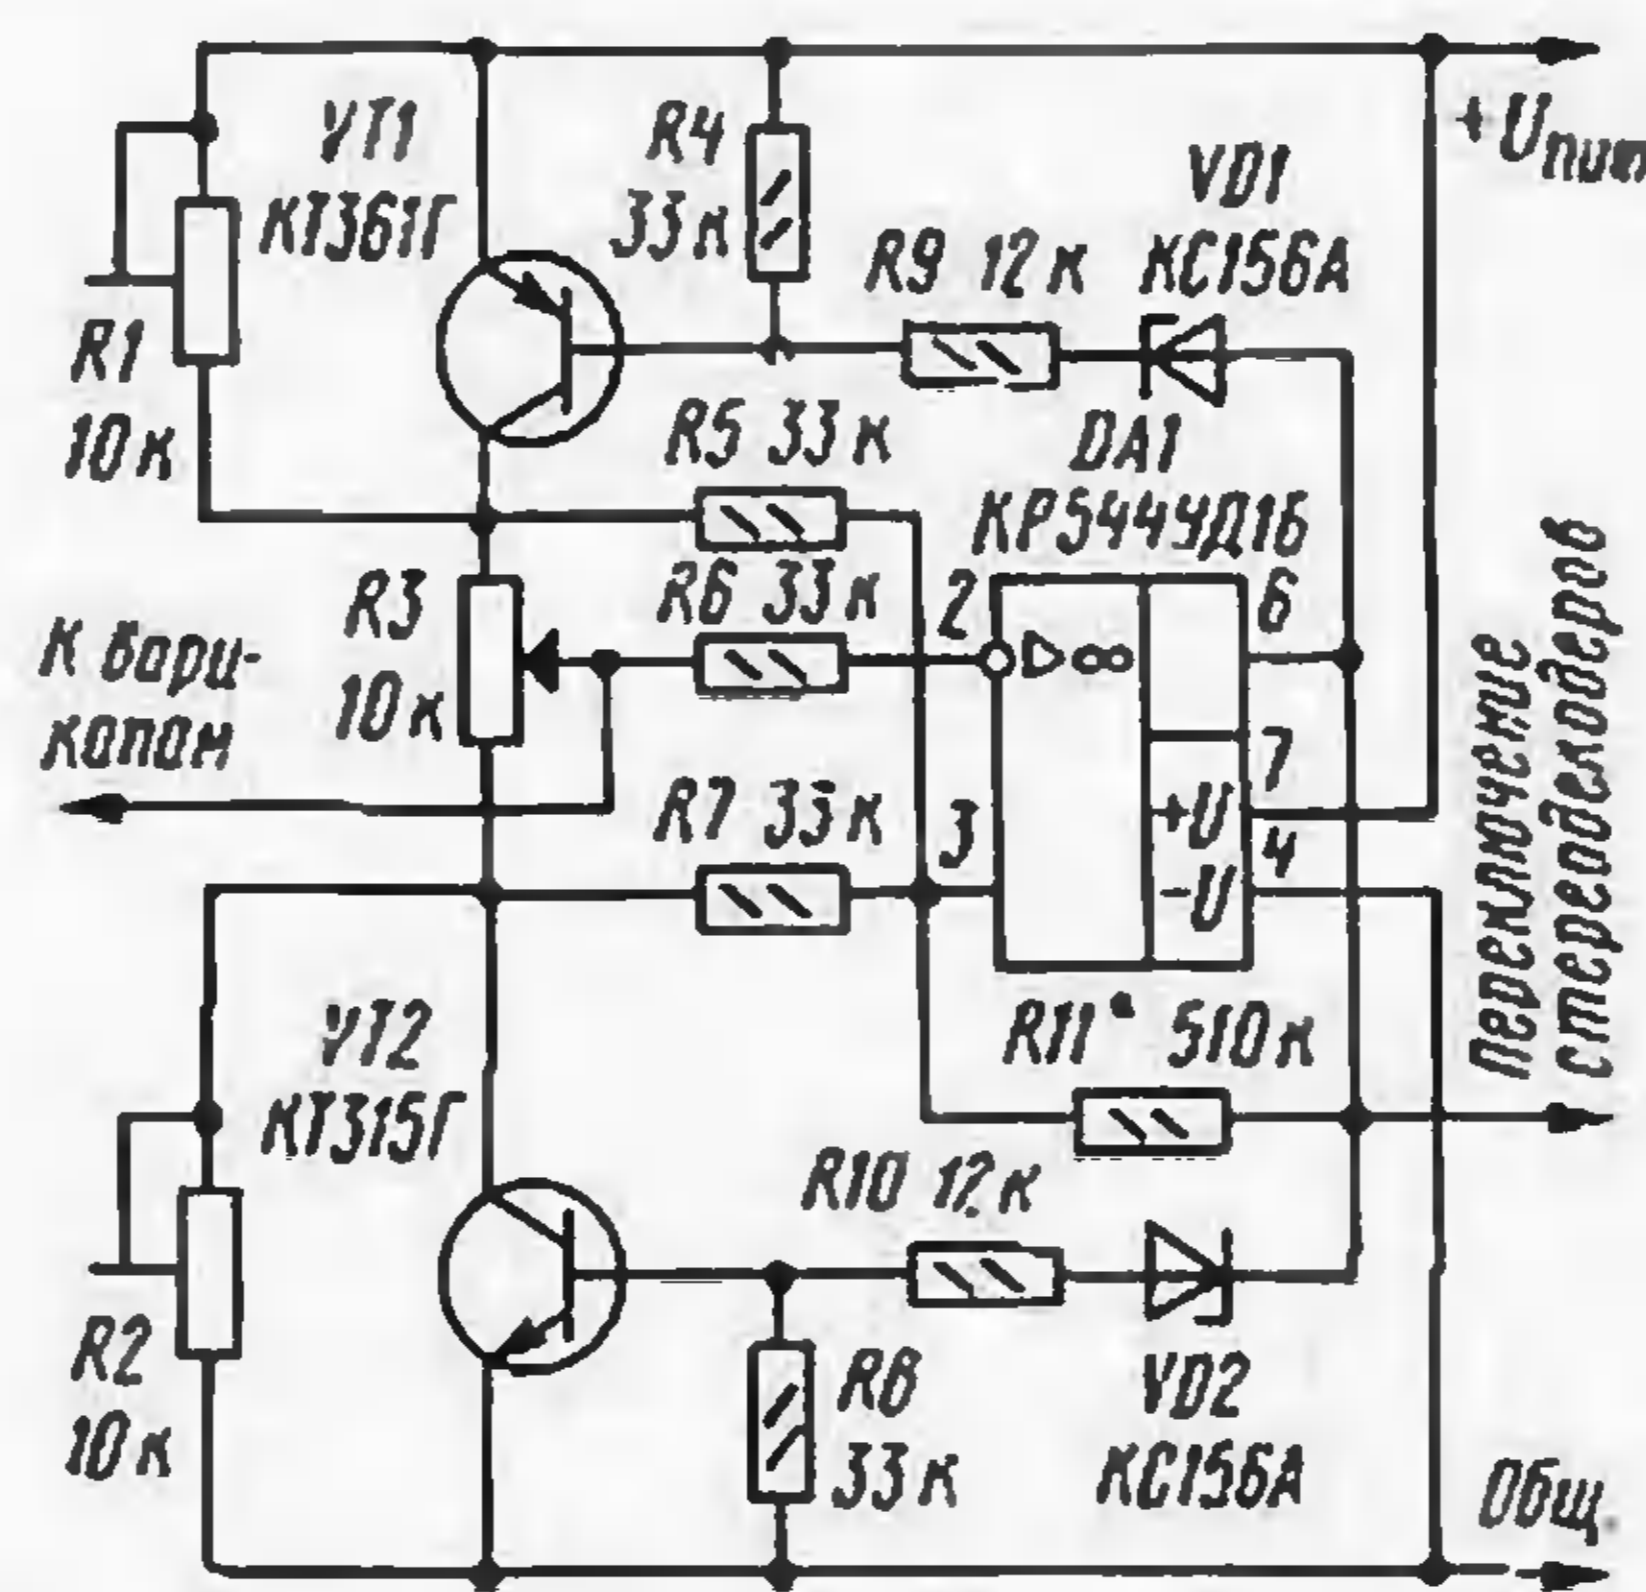 VT1
КТ361Г
R4
33 к
+Uпит
VD1
КС156А
R9 12 к
R1
10 к
R5 33 к
DA1
КР544УД1Б
R3
10 к
R6 33 к
2
6
К вари-
капам
▷ ∞
7
R7 33 к
3
+U
4
-U
Переключение
стереодекодеров
VT2
КТ315Г
R11* 510 к
R10 12 к
R2
10 к
R8
33 к
VD2
КС156А
Общ.